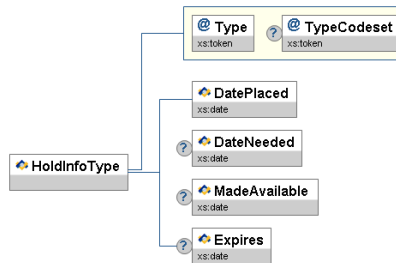 @ Type
xs:token
? @ TypeCodeset
xs:token
DatePlaced
xs:date
? DateNeeded
xs:date
HoldInfoType
? MadeAvailable
xs:date
? Expires
xs:date